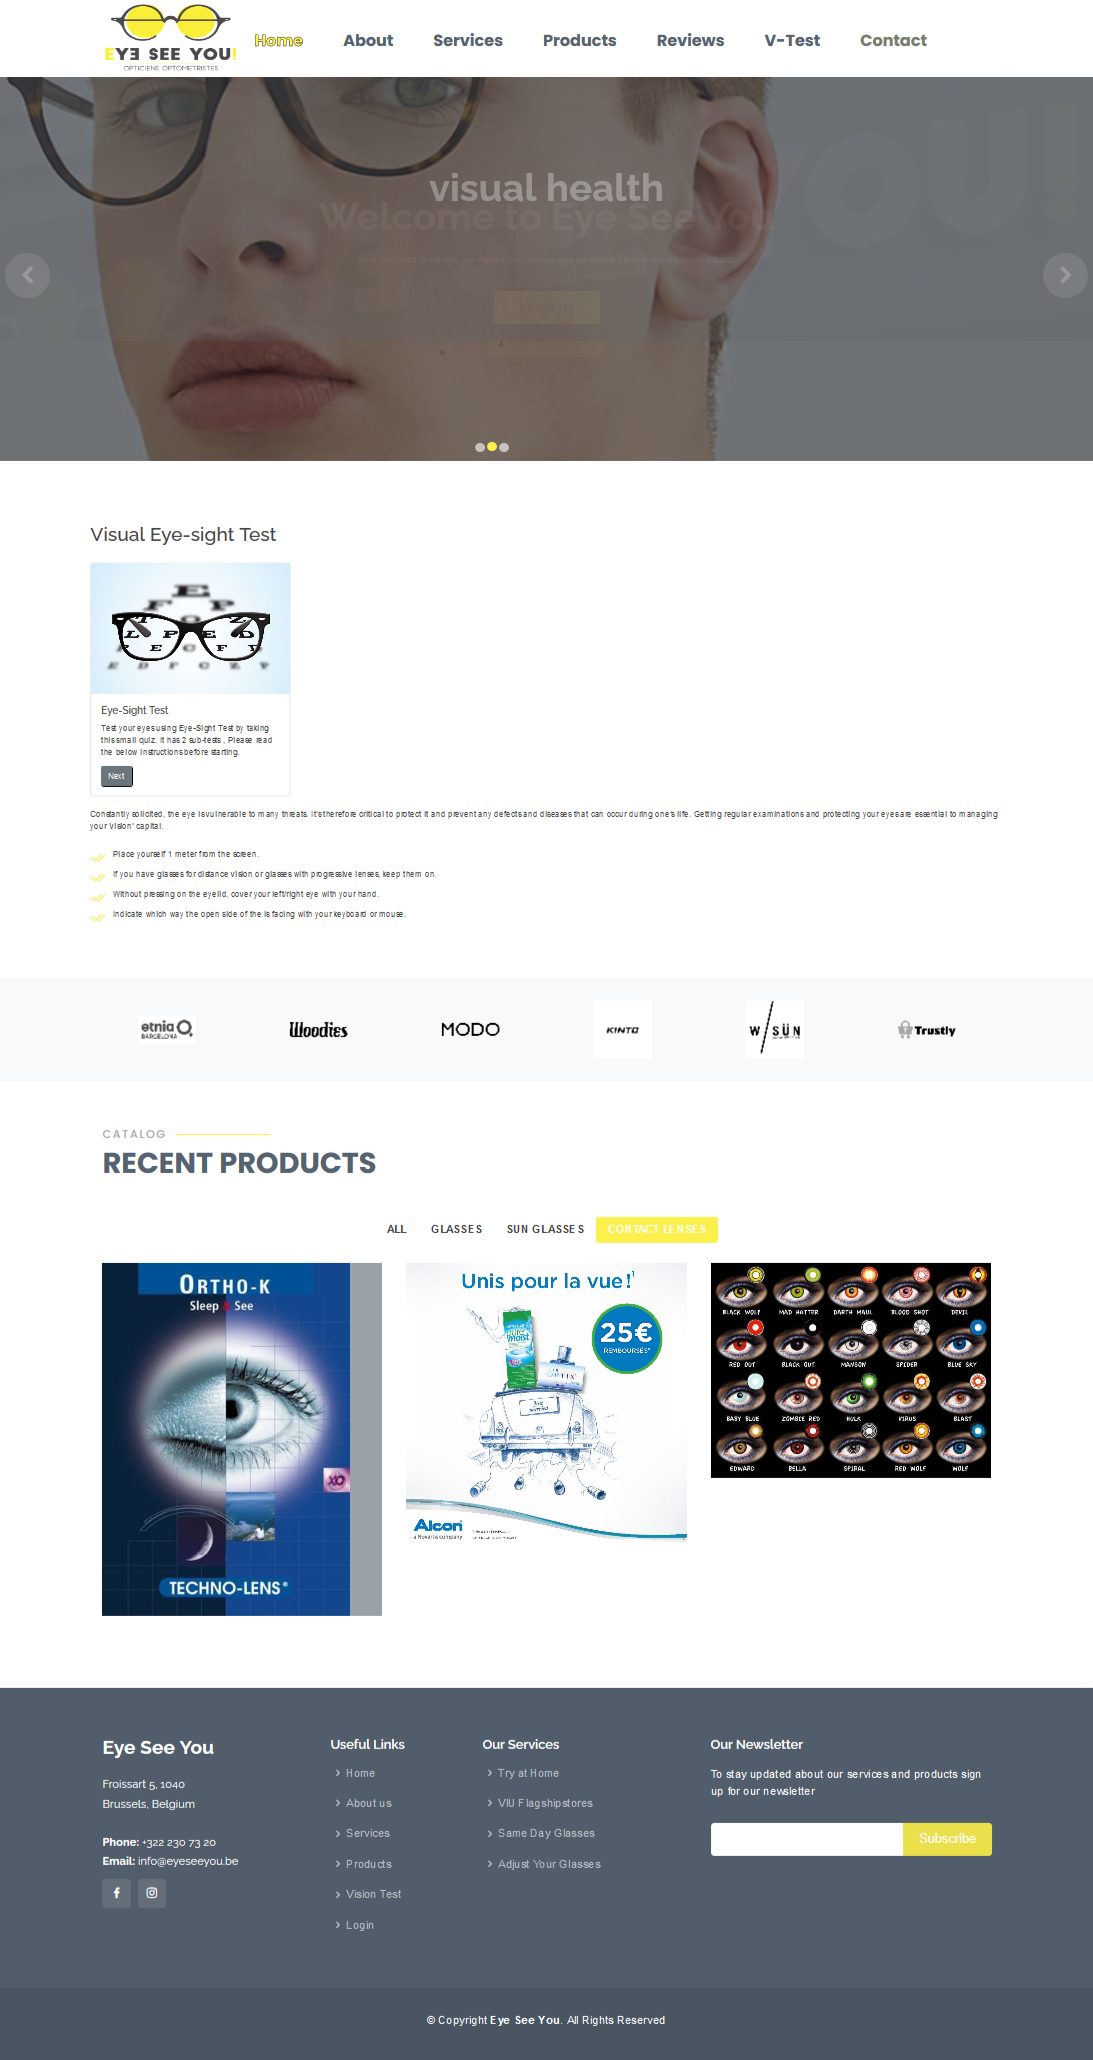 EYE SEE YOU!
OPTICIENS OPTOMETRISTES
Home About Services Products Reviews V-Test Contact
visual health
Welcome to Eye See You
About Us
Visual Eye-sight Test
Eye-Sight Test
Test your eyes using Eye-Sight Test by taking
this small quiz. It has 2 sub-tests , Please read
the below instructions before starting.
Next
Constantly solicited, the eye is vulnerable to many threats. It's therefore critical to protect it and prevent any defects and diseases that can occur during one's life. Getting regular examinations and protecting your eyes are essential to managing
your Vision' capital.
Place yourself 1 meter from the screen.
If you have glasses for distance vision or glasses with progressive lenses, keep them on.
Without pressing on the eyelid, cover your left/right eye with your hand.
Indicate which way the open side of the is facing with your keyboard or mouse.
etnia BARCELONA
Woodies
MODO
KINTO
W/SÜN
Trustly
CATALOG
RECENT PRODUCTS
ALL GLASSES SUN GLASSES CONTACT LENSES
ORTHO-K
Sleep & See
XO
TECHNO-LENS®
Unis pour la vue!¹
25€
REMBOURSÉS*
pure moist
Just married
Alcon
a Novartis company
BLACK WOLF MAD HATTER DARTH MAUL BLOOD SHOT DEVIL
RED OUT BLACK OUT MANSON SPIDER BLUE SKY
BABY BLUE ZOMBIE RED HULK VIRUS BLAST
EDWARD BELLA SPIRAL RED WOLF WOLF
Eye See You
Froissart 5, 1040
Brussels, Belgium
Phone: +322 230 73 20
Email: info@eyeseeyou.be
Useful Links
Home
About us
Services
Products
Vision Test
Login
Our Services
Try at Home
VIU Flagshipstores
Same Day Glasses
Adjust Your Glasses
Our Newsletter
To stay updated about our services and products sign
up for our newsletter
Subscribe
© Copyright Eye See You. All Rights Reserved